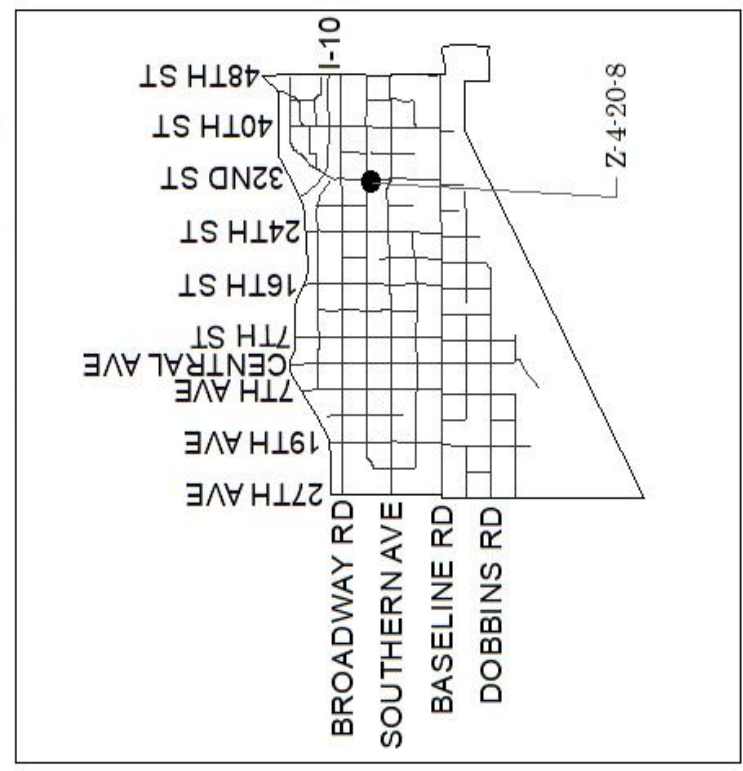 48TH ST
I-10
40TH ST
32ND ST
24TH ST
16TH ST
7TH ST
CENTRAL AVE
7TH AVE
19TH AVE
27TH AVE
BROADWAY RD
SOUTHERN AVE
BASELINE RD
DOBBINS RD
Z-4-20-8